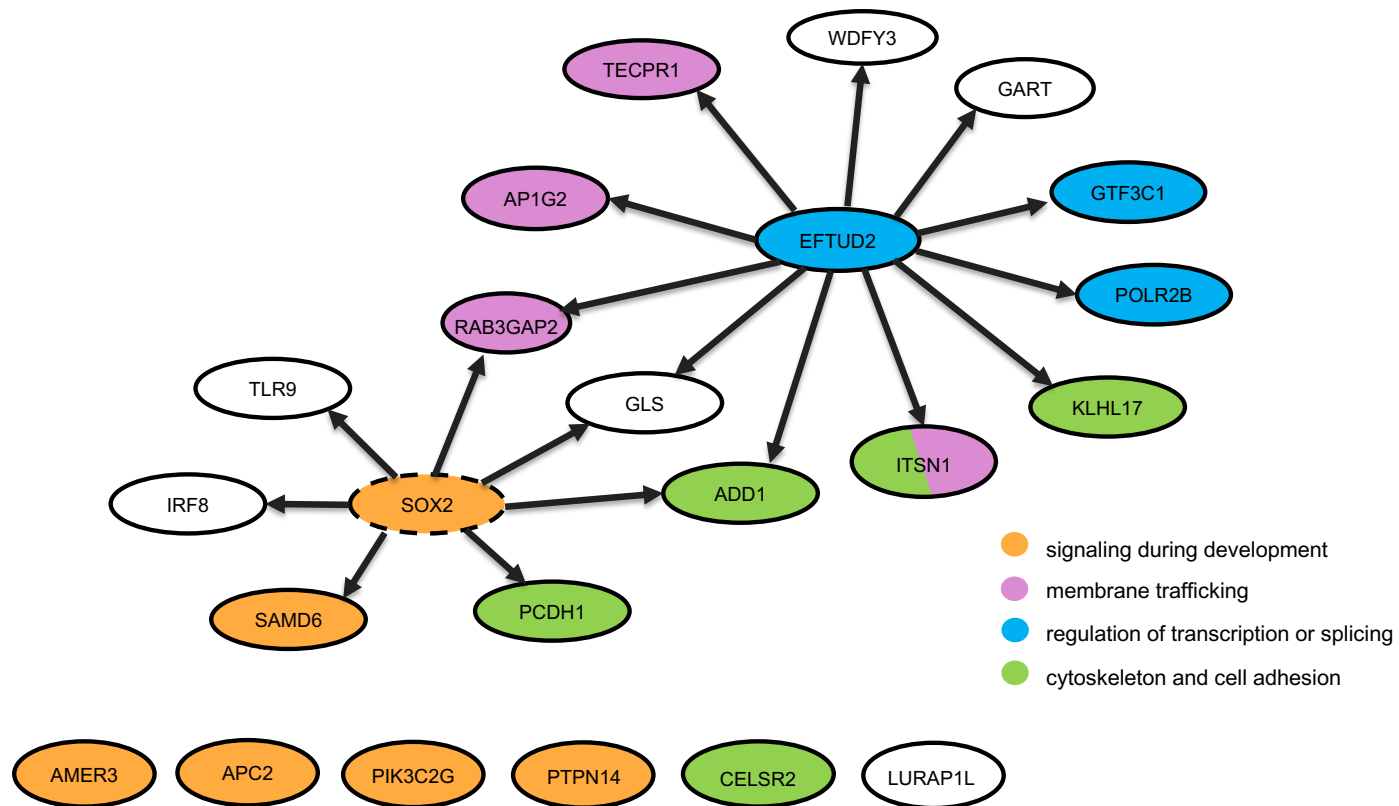 WDFY3
TECPR1
GART
AP1G2
GTF3C1
EFTUD2
POLR2B
RAB3GAP2
TLR9
GLS
KLHL17
ITSN1
IRF8
SOX2
ADD1
signaling during development
SAMD6
PCDH1
membrane trafficking
regulation of transcription or splicing
cytoskeleton and cell adhesion
AMER3
APC2
PIK3C2G
PTPN14
CELSR2
LURAP1L